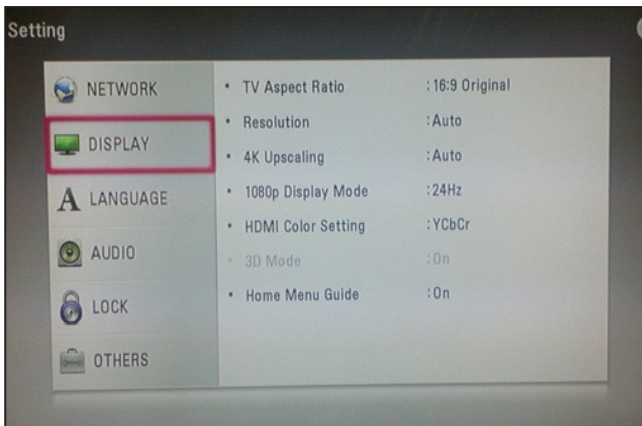 Setting
NETWORK
DISPLAY
LANGUAGE
AUDIO
LOCK
OTHERS
• TV Aspect Ratio : 16:9 Original
• Resolution : Auto
• 4K Upscaling : Auto
• 1080p Display Mode : 24Hz
• HDMI Color Setting : YCbCr
• 3D Mode : On
• Home Menu Guide : On